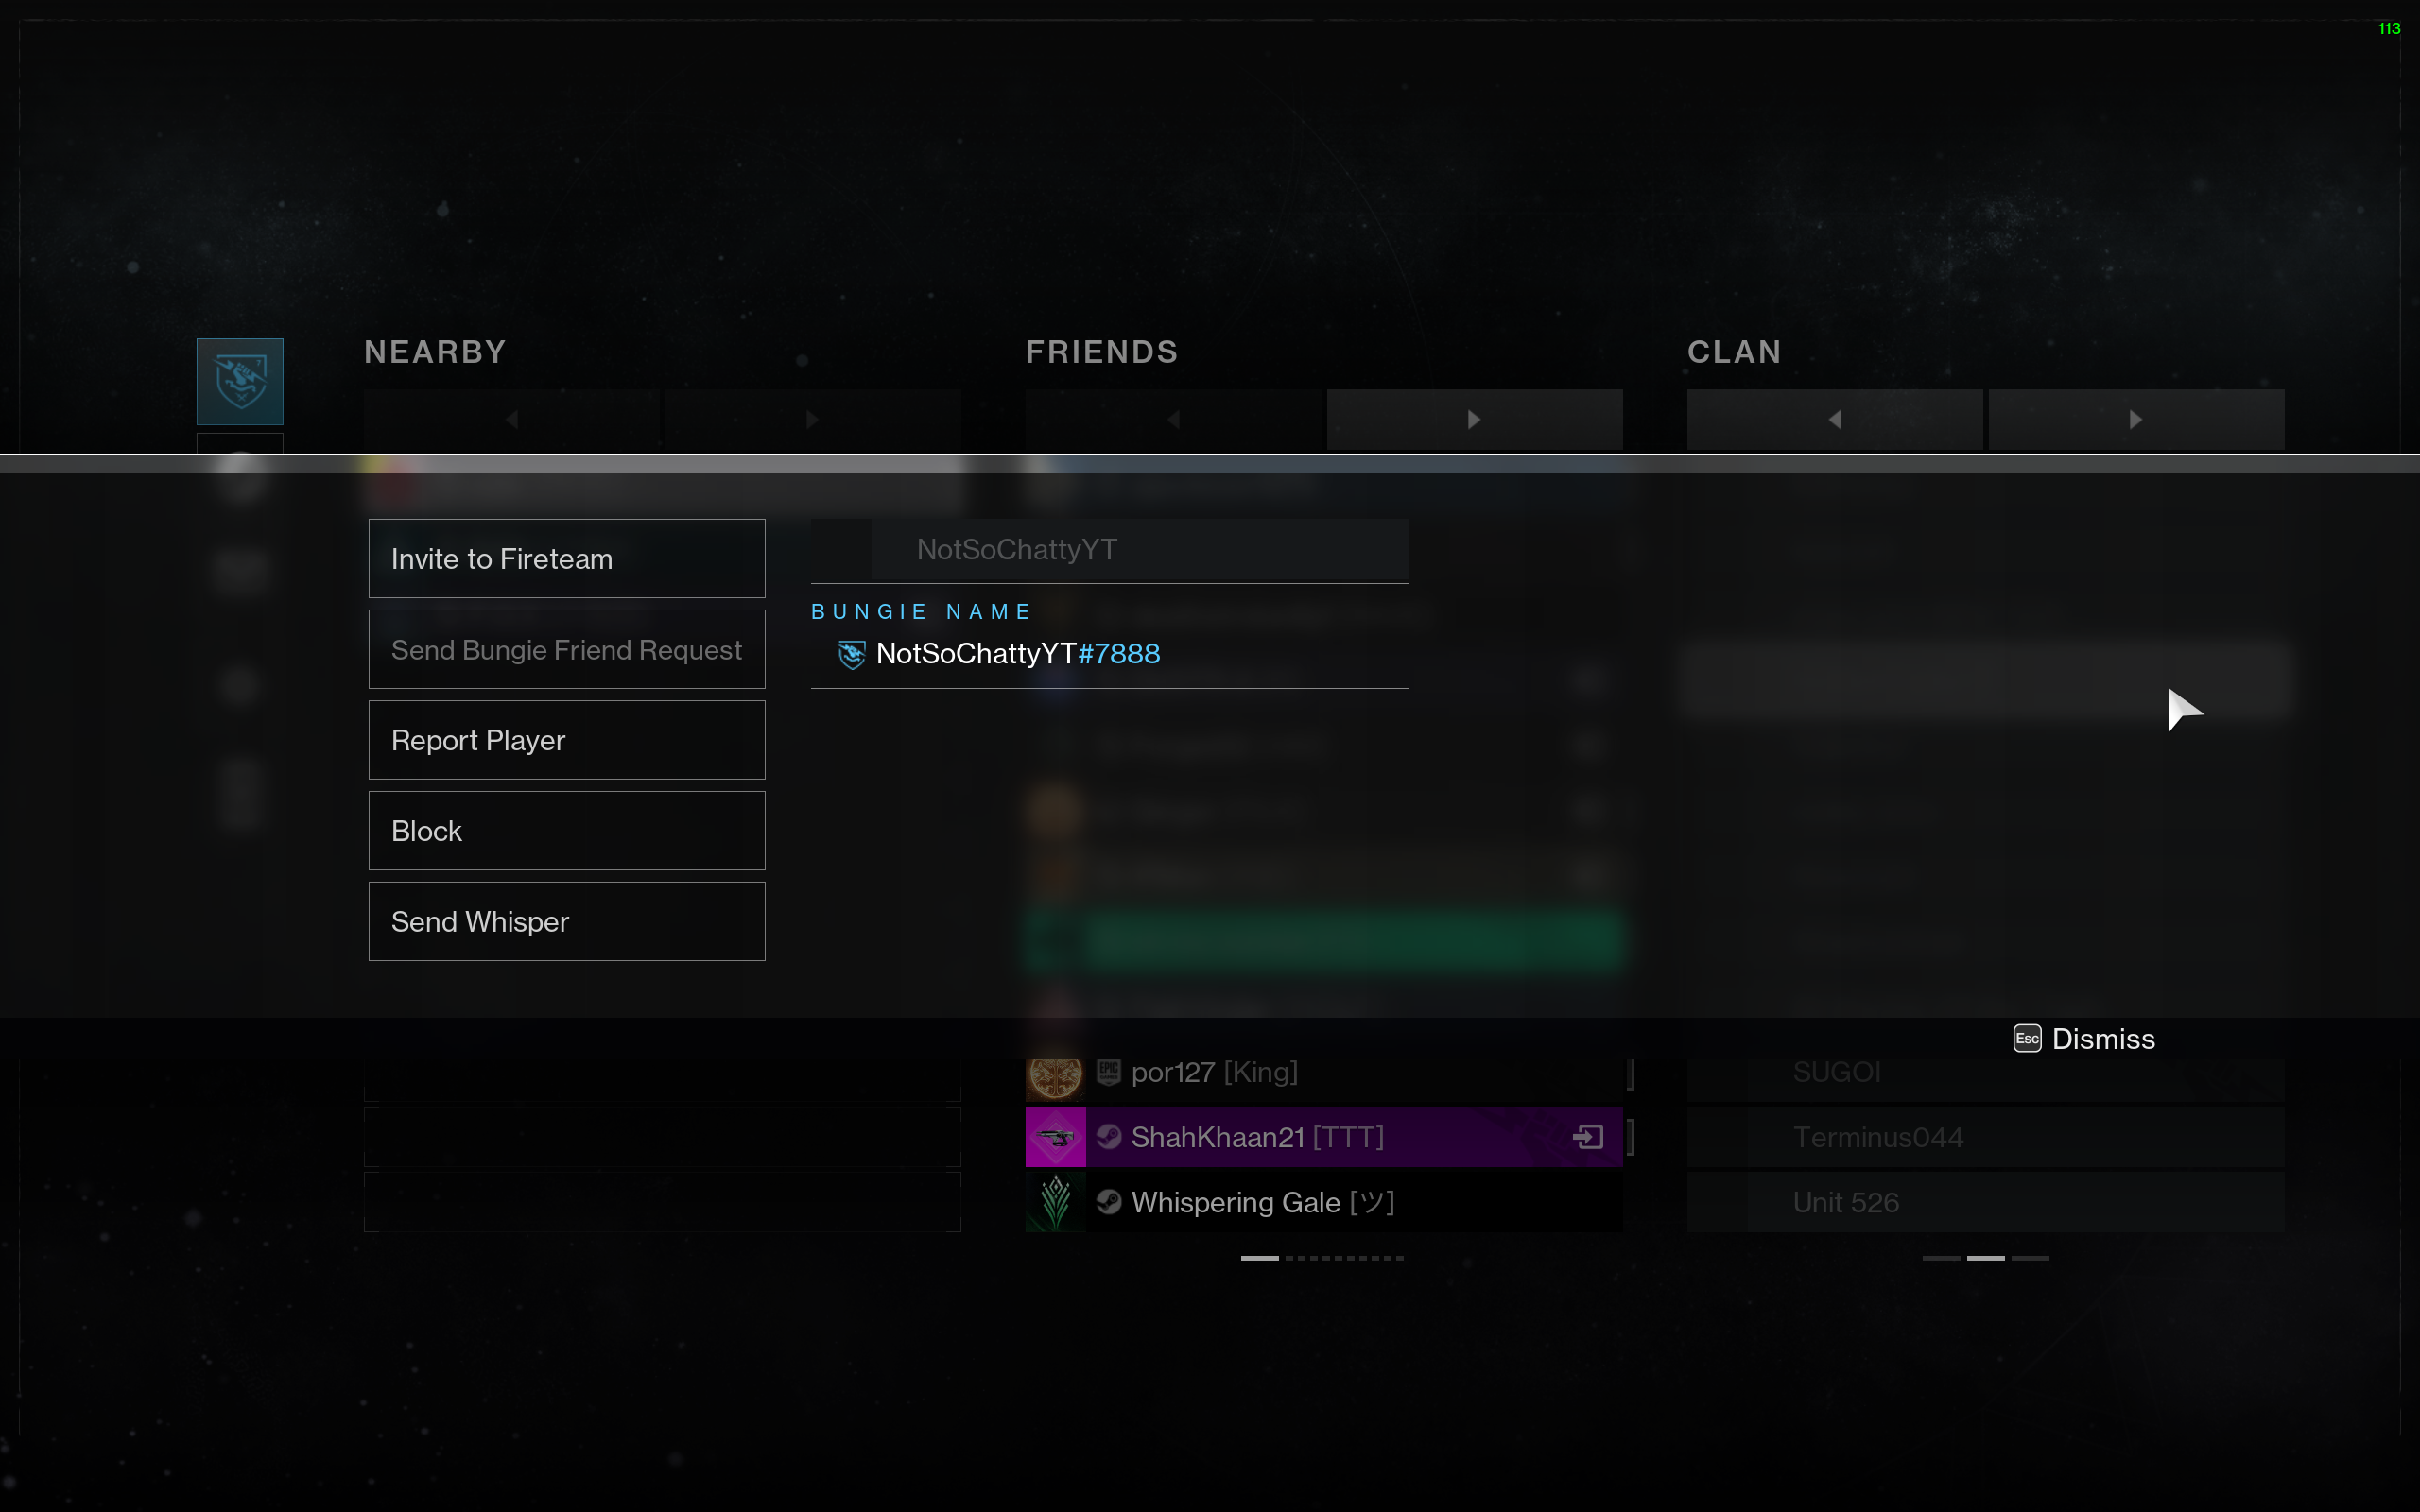 113
NEARBY
FRIENDS
CLAN
Invite to Fireteam
Send Bungie Friend Request
Report Player
Block
Send Whisper
NotSoChattyYT
BUNGIE NAME
NotSoChattyYT#7888
Esc Dismiss
EPIC por127 [King]
ShahKhaan21 [TTT]
Whispering Gale [ツ]
SUGOI
Terminus044
Unit 526